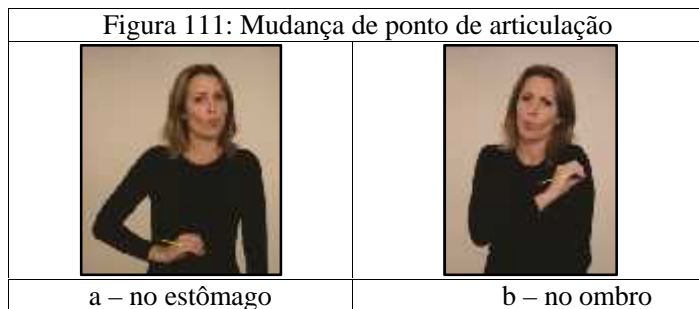 Figura 111: Mudança de ponto de articulação
a – no estômago
b – no ombro